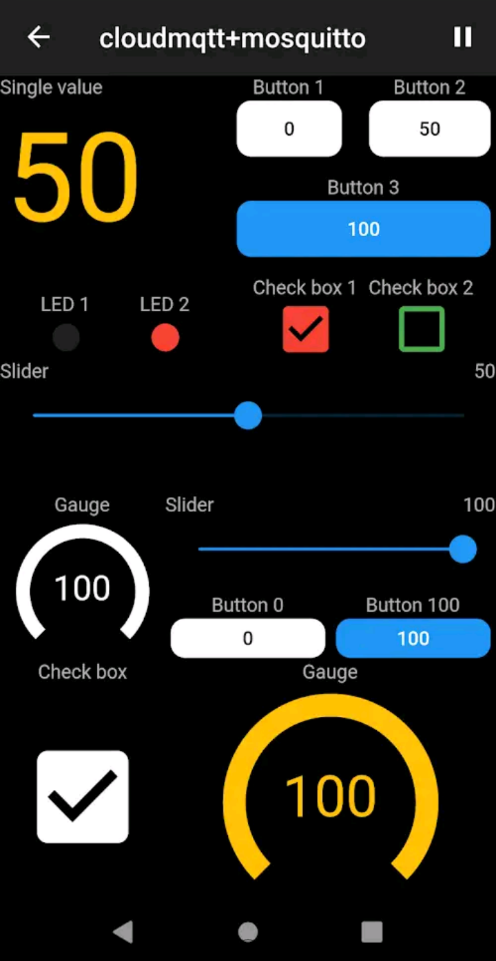 cloudmqtt+mosquitto
Single value
50
Button 1
Button 2
0
50
Button 3
100
LED 1
LED 2
Check box 1
Check box 2
Slider
50
Gauge
100
Slider
100
Button 0
Button 100
0
100
Check box
Gauge
100